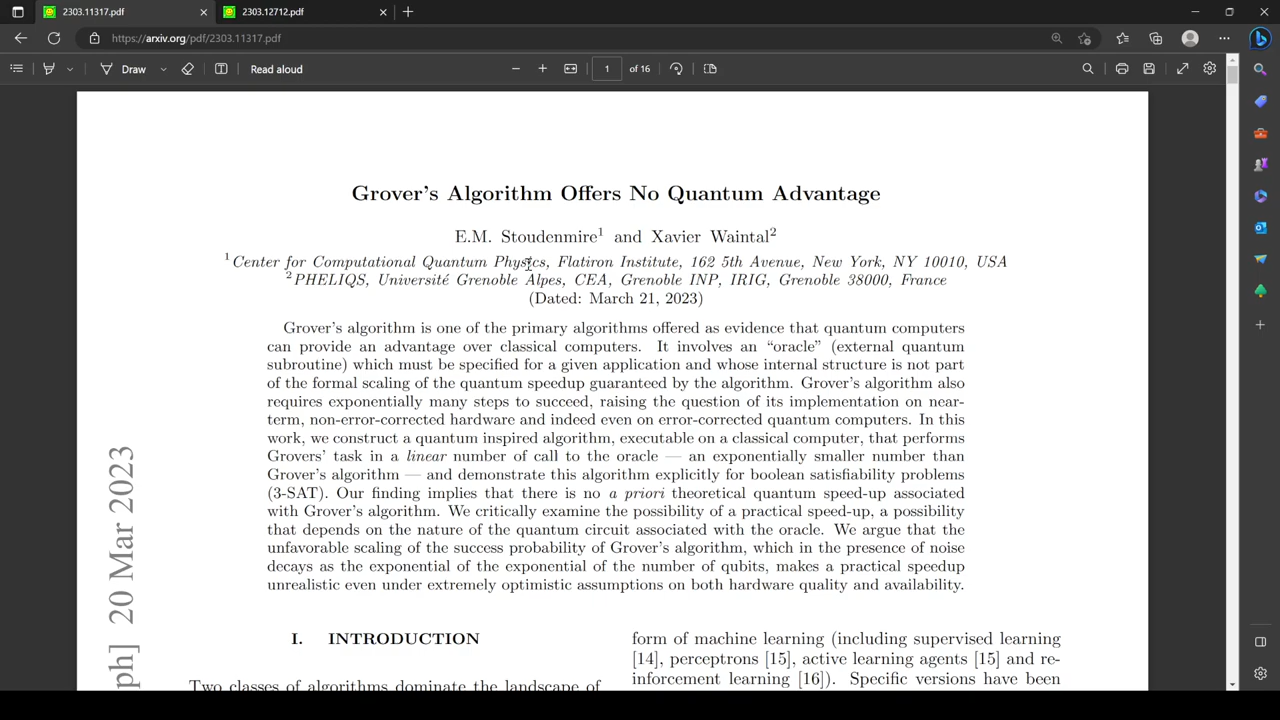 2303.11317.pdf
2303.12712.pdf
https://arxiv.org/pdf/2303.11317.pdf
Draw
Read aloud
1
of 16
Grover's Algorithm Offers No Quantum Advantage
E.M. Stoudenmire1 and Xavier Waintal2
1Center for Computational Quantum Physics, Flatiron Institute, 162 5th Avenue, New York, NY 10010, USA
2PHELIQS, Université Grenoble Alpes, CEA, Grenoble INP, IRIG, Grenoble 38000, France
(Dated: March 21, 2023)
Grover's algorithm is one of the primary algorithms offered as evidence that quantum computers
can provide an advantage over classical computers. It involves an “oracle” (external quantum
subroutine) which must be specified for a given application and whose internal structure is not part
of the formal scaling of the quantum speedup guaranteed by the algorithm. Grover's algorithm also
requires exponentially many steps to succeed, raising the question of its implementation on near-
term, non-error-corrected hardware and indeed even on error-corrected quantum computers. In this
work, we construct a quantum inspired algorithm, executable on a classical computer, that performs
Grovers' task in a linear number of call to the oracle — an exponentially smaller number than
Grover's algorithm — and demonstrate this algorithm explicitly for boolean satisfiability problems
(3-SAT). Our finding implies that there is no a priori theoretical quantum speed-up associated
with Grover's algorithm. We critically examine the possibility of a practical speed-up, a possibility
that depends on the nature of the quantum circuit associated with the oracle. We argue that the
unfavorable scaling of the success probability of Grover's algorithm, which in the presence of noise
decays as the exponential of the exponential of the number of qubits, makes a practical speedup
unrealistic even under extremely optimistic assumptions on both hardware quality and availability.
ph] 20 Mar 2023
I. INTRODUCTION
Two classes of algorithms dominate the landscape of
form of machine learning (including supervised learning
[14], perceptrons [15], active learning agents [15] and re-
inforcement learning [16]). Specific versions have been